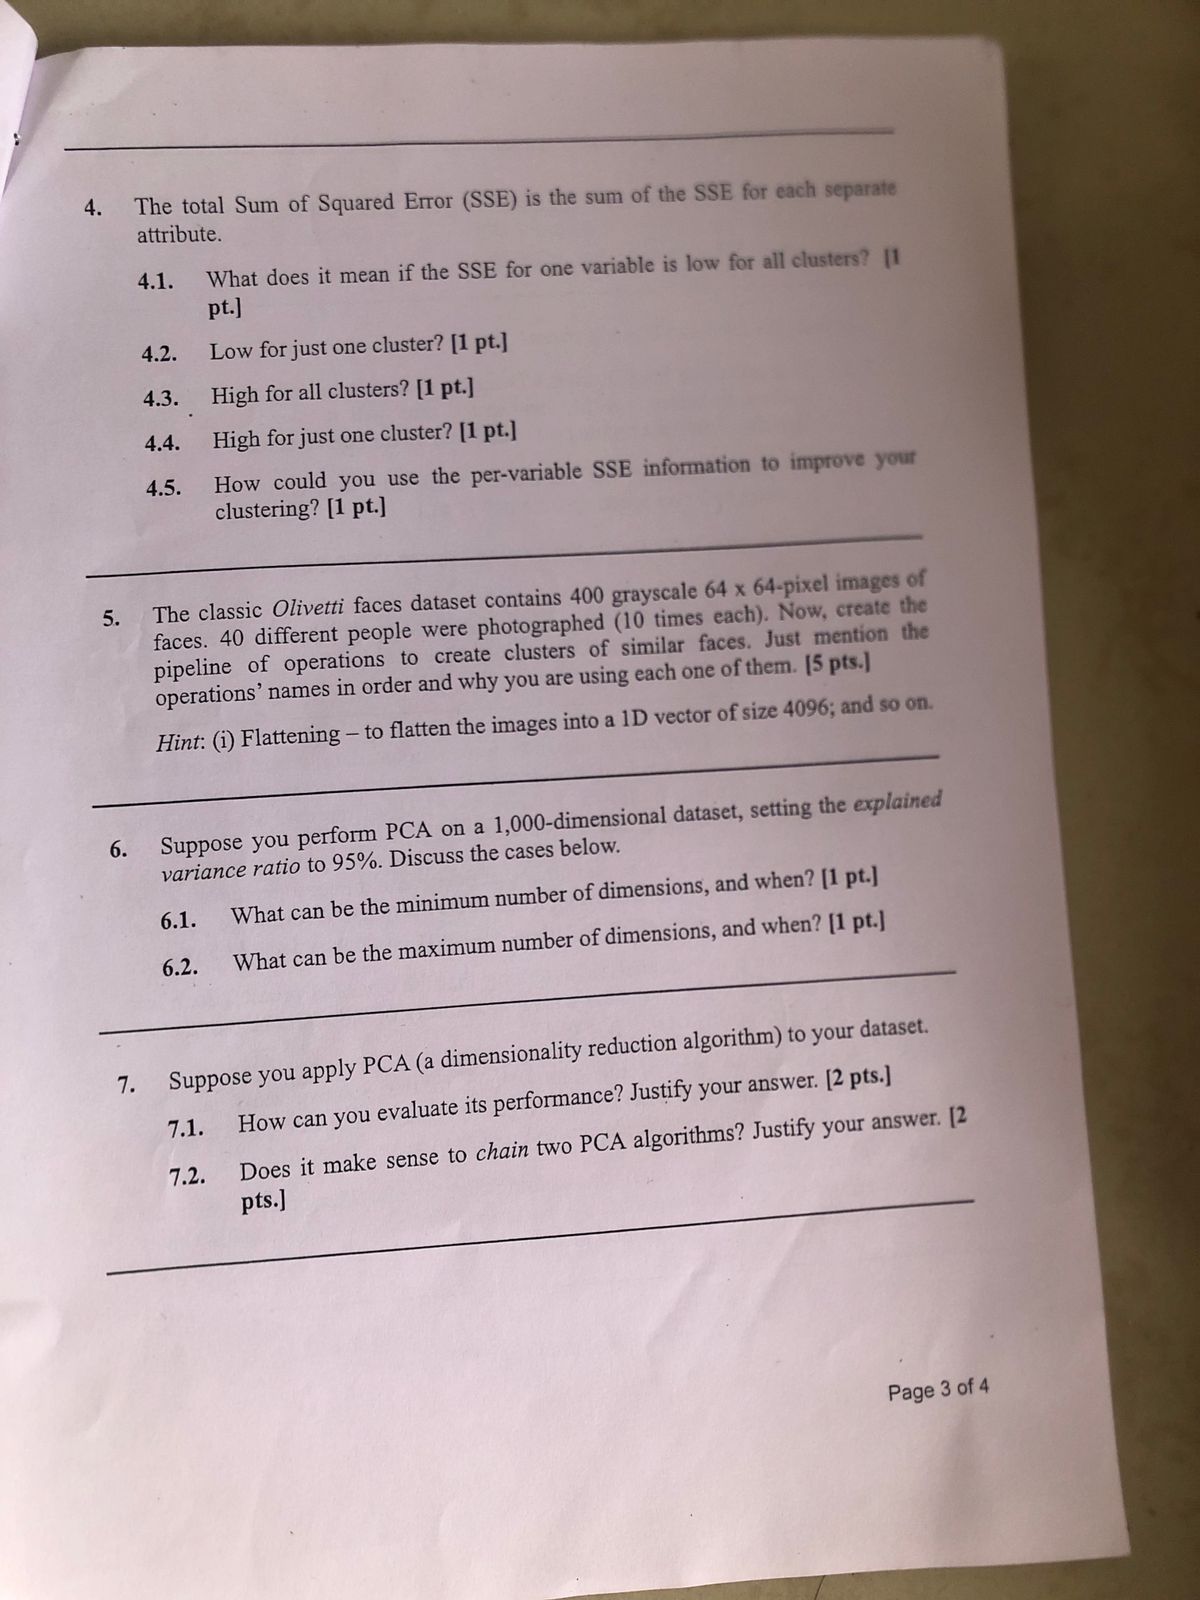 4. The total Sum of Squared Error (SSE) is the sum of the SSE for each separate
attribute.
4.1. What does it mean if the SSE for one variable is low for all clusters? [1
pt.]
4.2. Low for just one cluster? [1 pt.]
4.3. High for all clusters? [1 pt.]
4.4. High for just one cluster? [1 pt.]
4.5. How could you use the per-variable SSE information to improve your
clustering? [1 pt.]
5. The classic Olivetti faces dataset contains 400 grayscale 64 x 64-pixel images of
faces. 40 different people were photographed (10 times each). Now, create the
pipeline of operations to create clusters of similar faces. Just mention the
operations' names in order and why you are using each one of them. [5 pts.]
Hint: (i) Flattening – to flatten the images into a 1D vector of size 4096; and so on.
6. Suppose you perform PCA on a 1,000-dimensional dataset, setting the explained
variance ratio to 95%. Discuss the cases below.
6.1. What can be the minimum number of dimensions, and when? [1 pt.]
6.2. What can be the maximum number of dimensions, and when? [1 pt.]
7. Suppose you apply PCA (a dimensionality reduction algorithm) to your dataset.
7.1. How can you evaluate its performance? Justify your answer. [2 pts.]
7.2. Does it make sense to chain two PCA algorithms? Justify your answer. [2
pts.]
Page 3 of 4